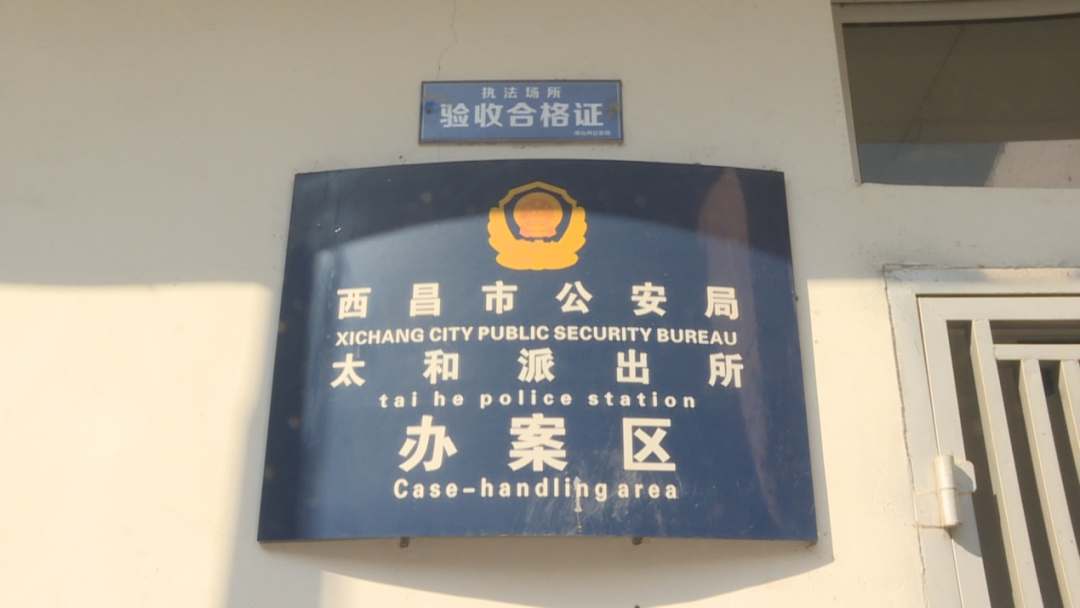 执法场所
验收合格证
西昌市公安局
XICHANG CITY PUBLIC SECURITY BUREAU
太和派出所
tai he police station
办案区
Case-handling area